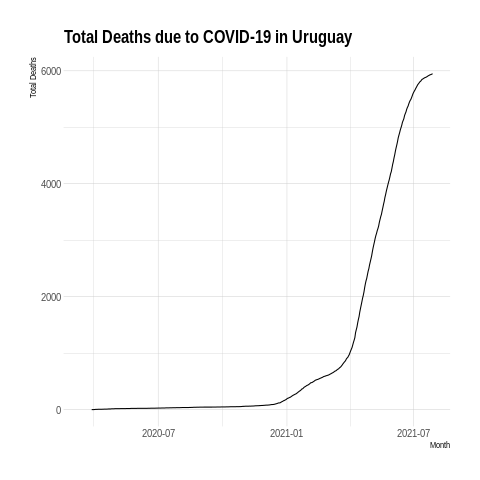 Total Deaths due to COVID-19 in Uruguay
Total Deaths
6000
4000
2000
0
2020-07
2021-01
2021-07
Month